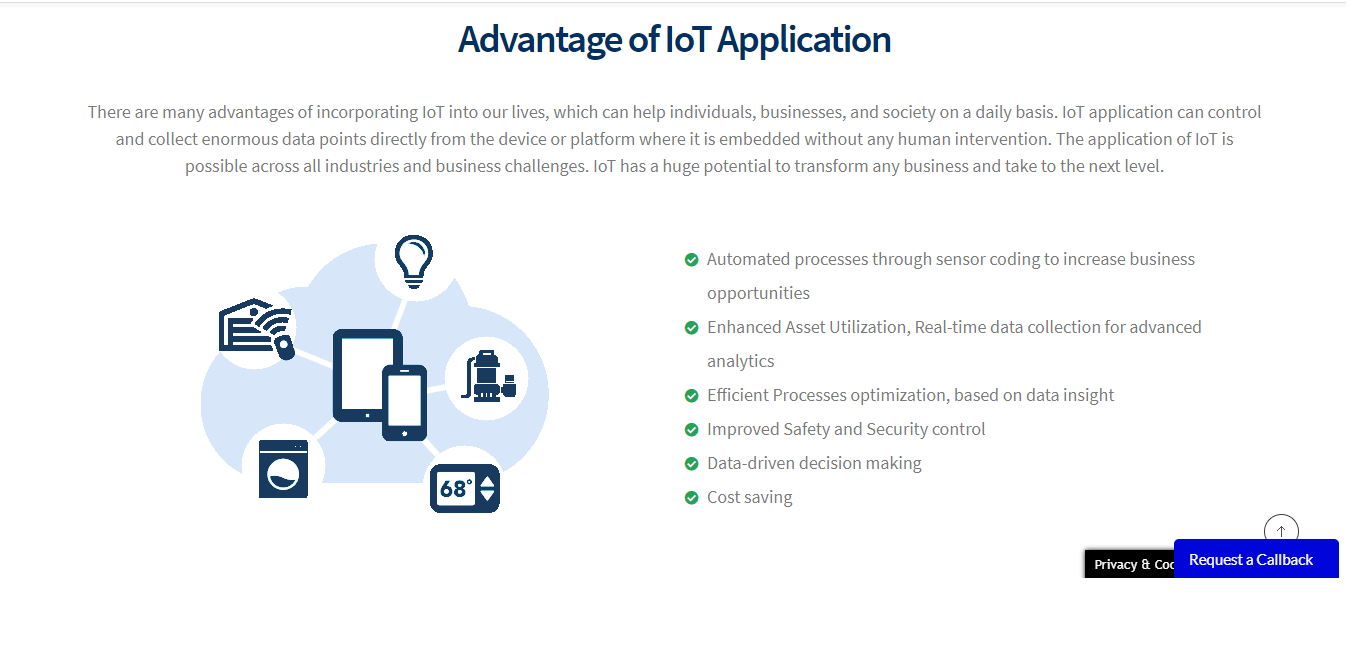 Advantage of IoT Application
There are many advantages of incorporating IoT into our lives, which can help individuals, businesses, and society on a daily basis. IoT application can control
and collect enormous data points directly from the device or platform where it is embedded without any human intervention. The application of IoT is
possible across all industries and business challenges. IoT has a huge potential to transform any business and take to the next level.
Automated processes through sensor coding to increase business
opportunities
Enhanced Asset Utilization, Real-time data collection for advanced
analytics
Efficient Processes optimization, based on data insight
Improved Safety and Security control
Data-driven decision making
Cost saving
68°
Privacy &
Request a Callback